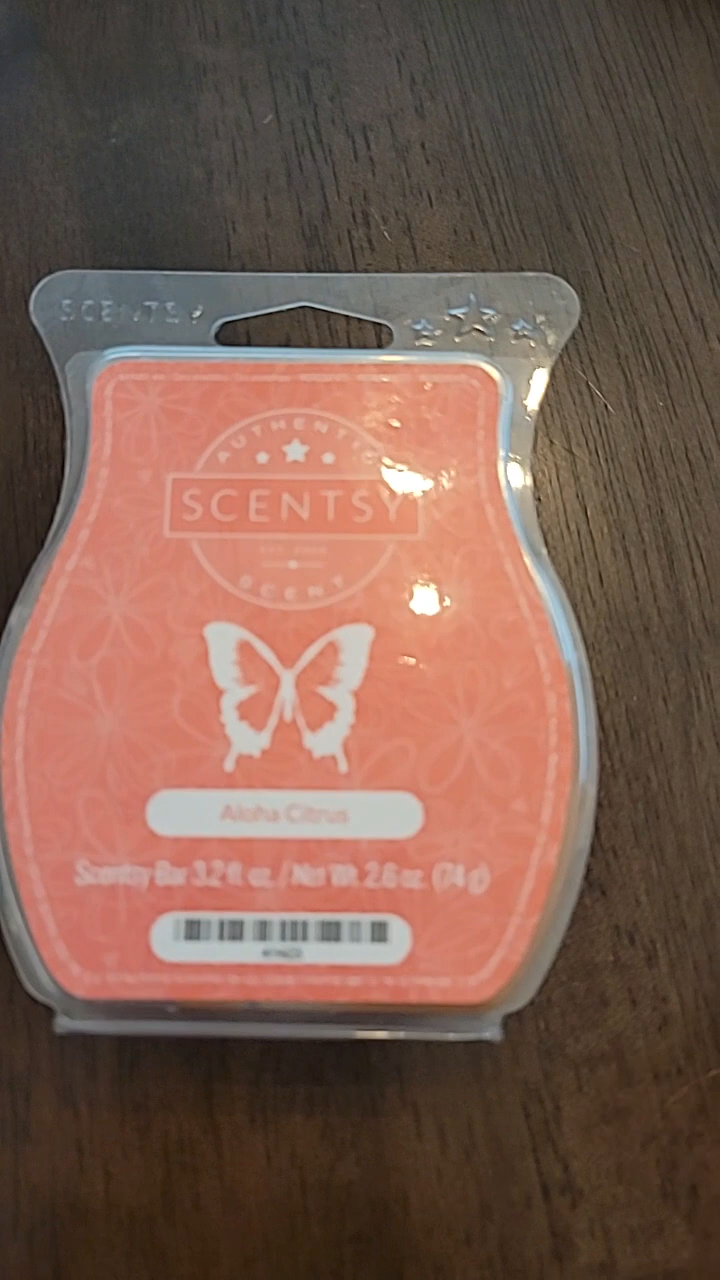 SCENTSY
AUTHENTIC
SCENTSY
SCENT
Aloha Citrus
Scentsy Bar 3.2 fl. oz. / Net Wt. 2.6 oz. (74 g)